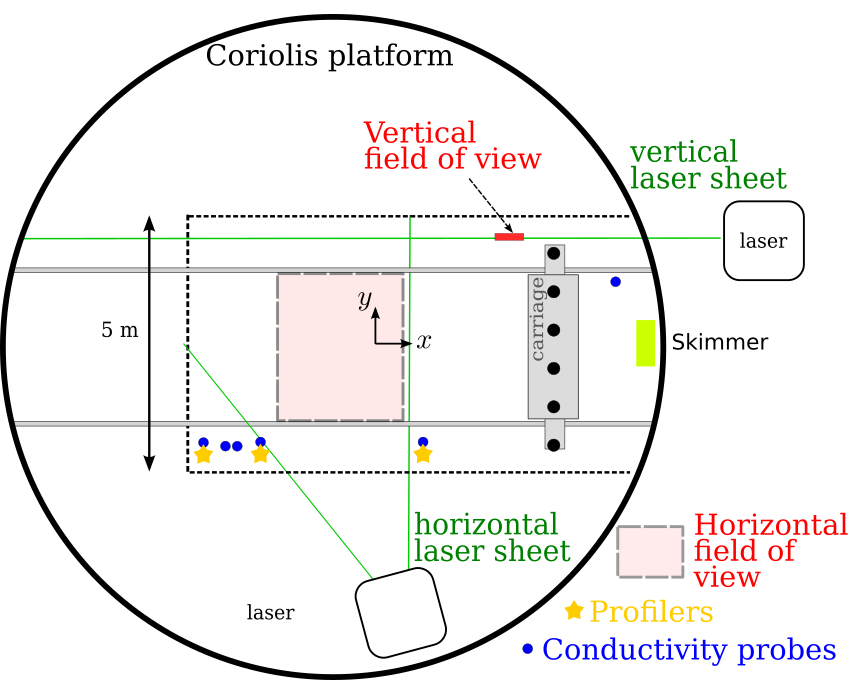 Coriolis platform
Vertical
field of view
vertical
laser sheet
laser
5 m
y
x
carriage
Skimmer
horizontal
laser sheet
Horizontal
field of
view
laser
Profilers
Conductivity probes